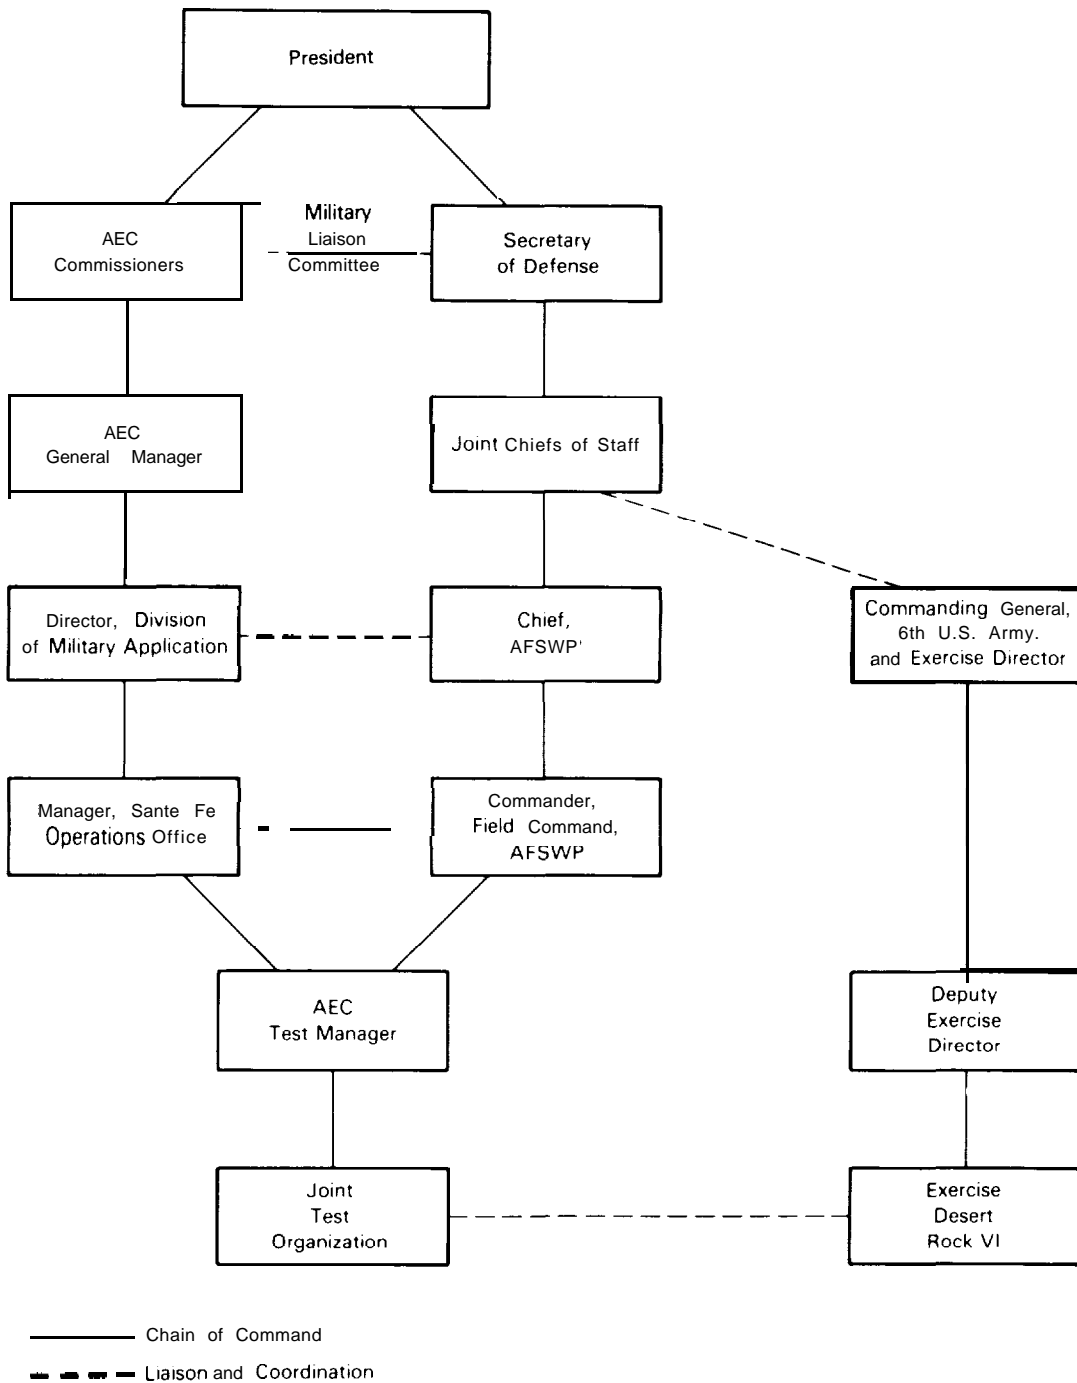 President
AEC
Commissioners
Military
Liaison
Committee
Secretary
of Defense
AEC
General Manager
Joint Chiefs of Staff
Director, Division
of Military Application
Chief,
AFSWP'
Commanding General,
6th U.S. Army.
and Exercise Director
Manager, Sante Fe
Operations Office
Commander,
Field Command,
AFSWP
AEC
Test Manager
Deputy
Exercise
Director
Joint
Test
Organization
Exercise
Desert
Rock VI
Chain of Command
Liaison and Coordination